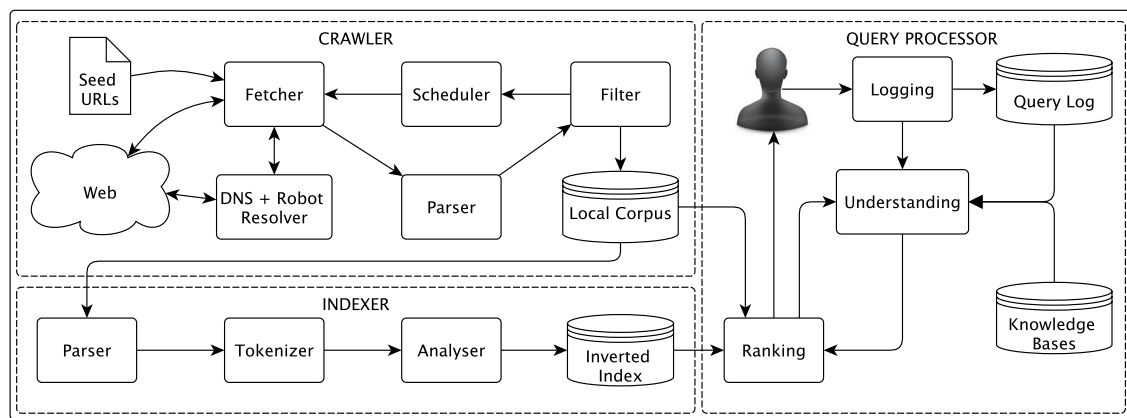 CRAWLER
Seed
URLs
Fetcher
Scheduler
Filter
Web
DNS + Robot
Resolver
Parser
Local Corpus
INDEXER
Parser
Tokenizer
Analyser
Inverted
Index
QUERY PROCESSOR
Logging
Query Log
Understanding
Ranking
Knowledge
Bases